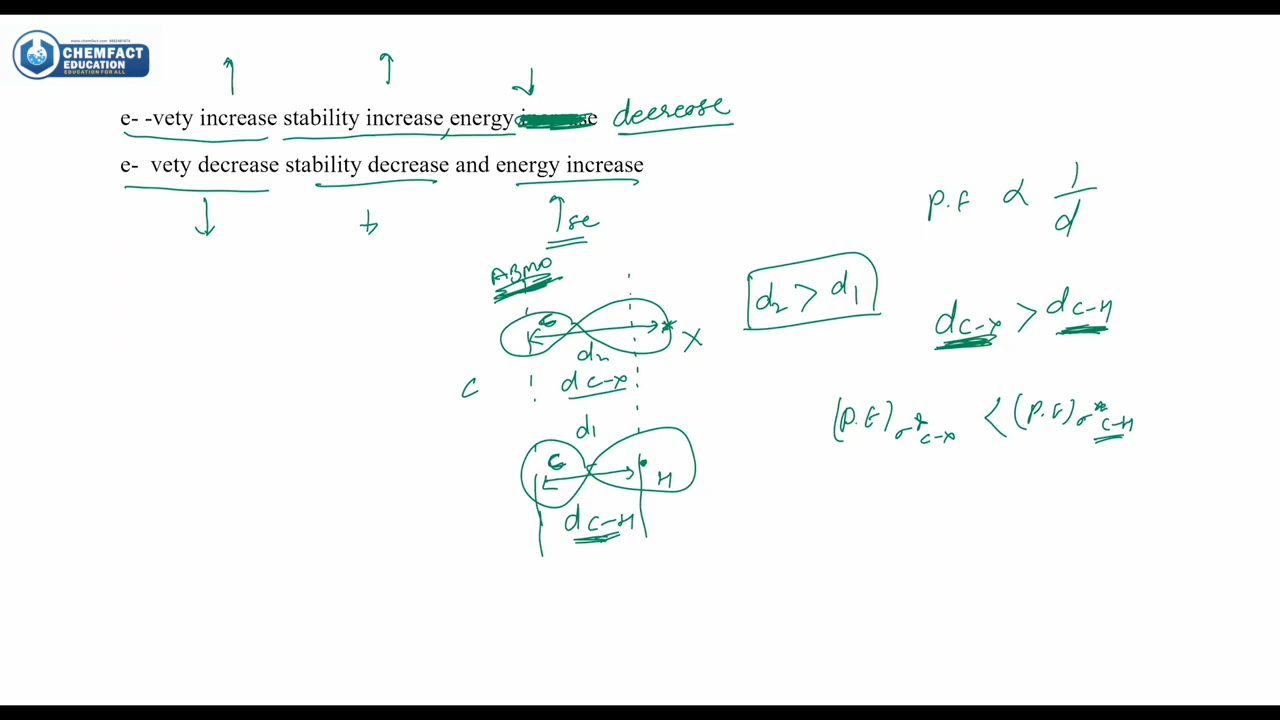 CHEMFACT
EDUCATION
EDUCATION FOR ALL
e- -vety increase stability increase energy decrease
e- vety decrease stability decrease and energy increase
↑se
P.E ∝ 1/d
ABMO
d2 > d1
dC-X > dC-H
C X
d2
C dC-X
(P.E)σ*C-X < (P.E)σ*C-H
d1
C H
dC-H